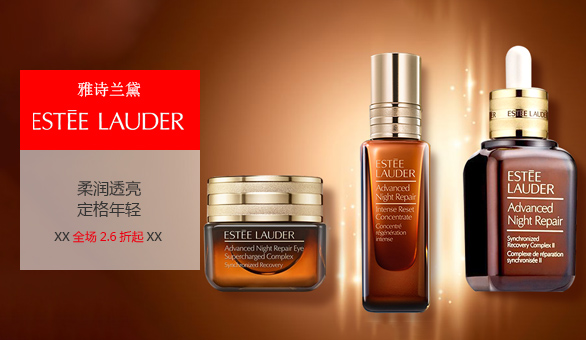 雅诗兰黛
ESTĒE LAUDER
柔润透亮
定格年轻
XX 全场 2.6 折起 XX
ESTĒE LAUDER
Advanced Night Repair Eye
Supercharged Complex
Synchronized Recovery
ESTĒE
LAUDER
Advanced
Night Repair
Intense Reset
Concentrate
Concentré
régénération
intense
ESTĒE LAUDER
ESTĒE
LAUDER
Advanced
Night Repair
Synchronized
Recovery Complex II
Complexe de réparation
synchronisée II